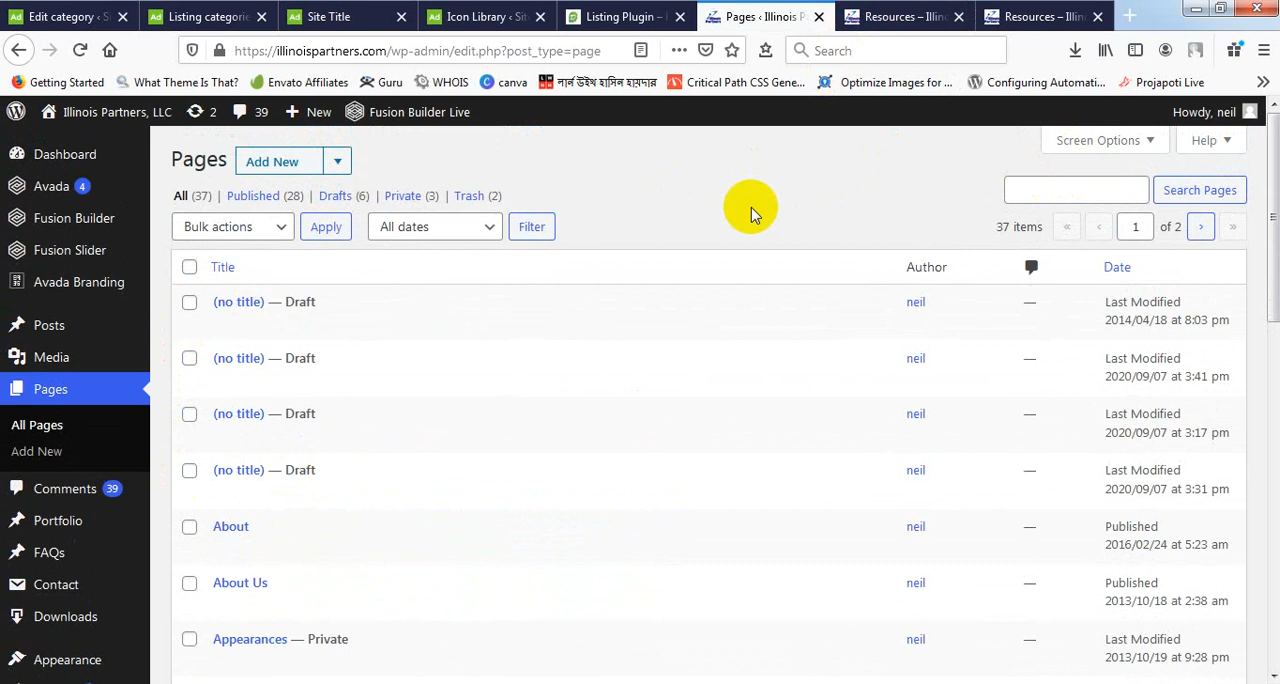 Edit category ‹ S
Listing categorie
Site Title
Icon Library ‹ Sit
Listing Plugin –
Pages ‹ Illinois P
Resources – Illin
Resources – Illin
https://illinoispartners.com/wp-admin/edit.php?post_type=page
Search
Getting Started
What Theme Is That?
Envato Affiliates
Guru
WHOIS
canva
লার্ন উইথ হাসিন হায়দার
Critical Path CSS Gene...
Optimize Images for ...
Configuring Automati...
Projapoti Live
Illinois Partners, LLC
2
39
New
Fusion Builder Live
Howdy, neil
Dashboard
Avada 4
Fusion Builder
Fusion Slider
Avada Branding
Posts
Media
Pages
All Pages
Add New
Comments 39
Portfolio
FAQs
Contact
Downloads
Appearance
Screen Options
Help
Pages
Add New
All (37) | Published (28) | Drafts (6) | Private (3) | Trash (2)
Search Pages
Bulk actions
Apply
All dates
Filter
37 items
«
‹
1
of 2
›
»
Title
Author
Date
(no title) — Draft
neil
—
Last Modified
2014/04/18 at 8:03 pm
(no title) — Draft
neil
—
Last Modified
2020/09/07 at 3:41 pm
(no title) — Draft
neil
—
Last Modified
2020/09/07 at 3:17 pm
(no title) — Draft
neil
—
Last Modified
2020/09/07 at 3:31 pm
About
neil
—
Published
2016/02/24 at 5:23 am
About Us
neil
—
Published
2013/10/18 at 2:38 am
Appearances — Private
neil
—
Last Modified
2013/10/19 at 9:28 pm